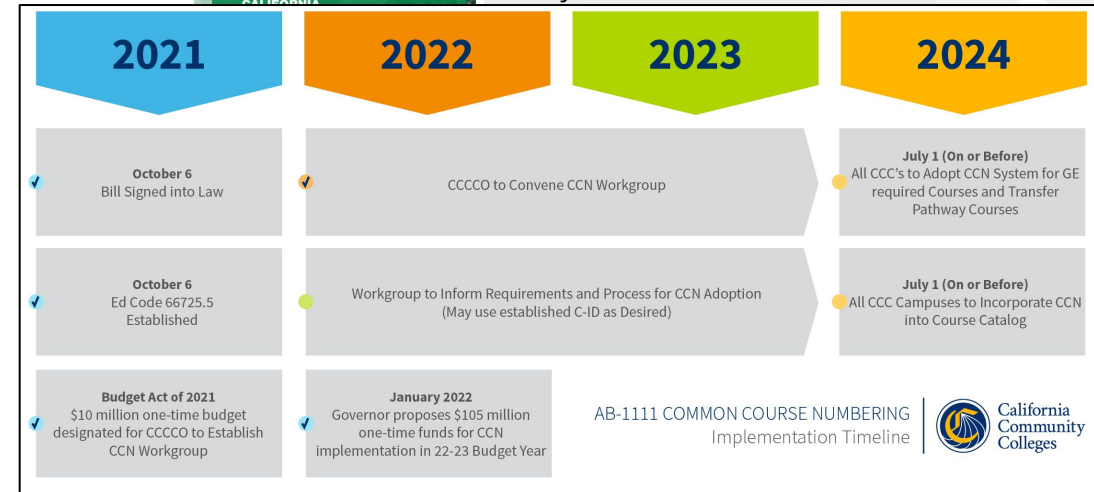 CALIFORNIA
2021
2022
2023
2024
October 6
Bill Signed into Law
CCCCO to Convene CCN Workgroup
July 1 (On or Before)
All CCC's to Adopt CCN System for GE
required Courses and Transfer
Pathway Courses
October 6
Ed Code 66725.5
Established
Workgroup to Inform Requirements and Process for CCN Adoption
(May use established C-ID as Desired)
July 1 (On or Before)
All CCC Campuses to Incorporate CCN
into Course Catalog
Budget Act of 2021
$10 million one-time budget
designated for CCCCO to Establish
CCN Workgroup
January 2022
Governor proposes $105 million
one-time funds for CCN
implementation in 22-23 Budget Year
AB-1111 COMMON COURSE NUMBERING
Implementation Timeline
California
Community
Colleges